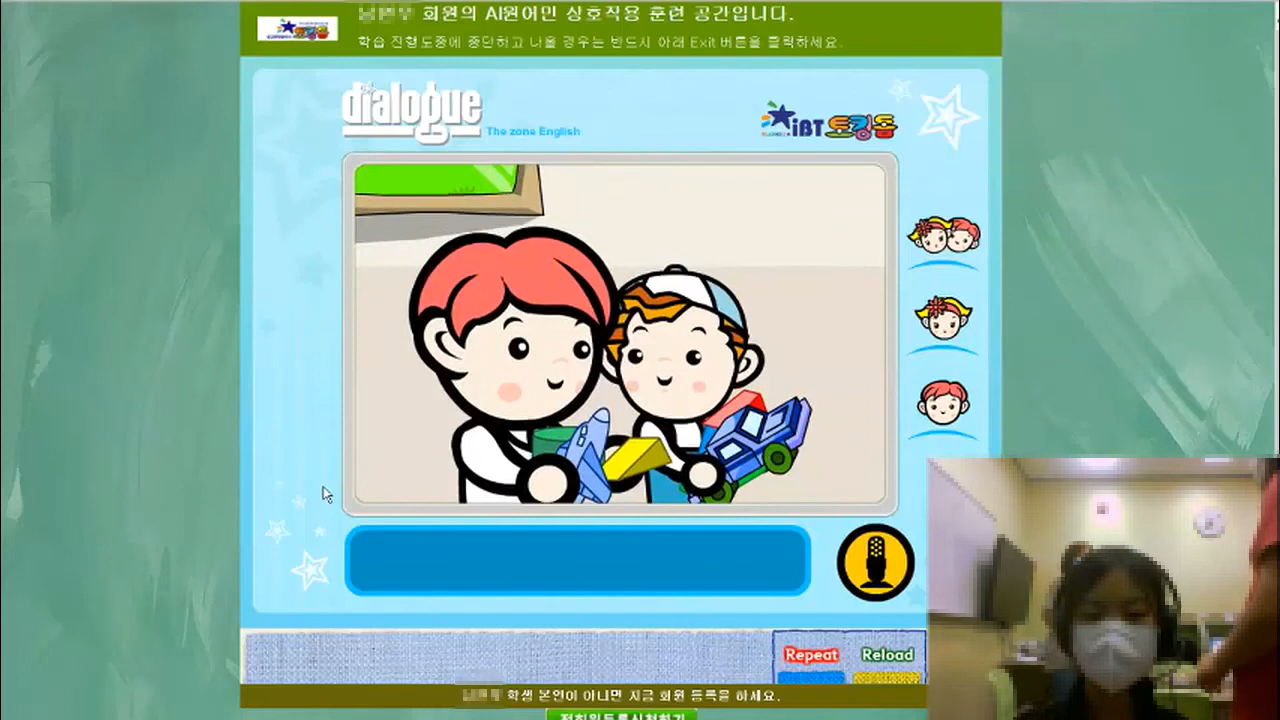 회원의 AI원어민 상호작용 훈련 공간입니다.
학습 진행도중에 중단하고 나올 경우는 반드시 아래 Exit 버튼을 클릭하세요.
dialogue
The zone English
iBT 토킹돔
Repeat
Reload
학생 본인이 아니면 지금 회원 등록을 하세요.